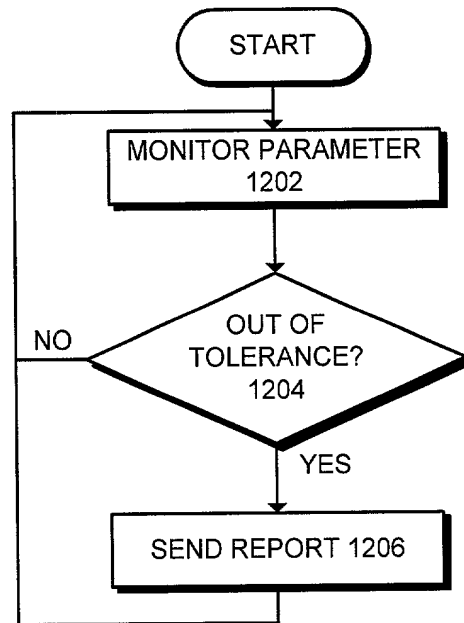 START
MONITOR PARAMETER
1202
OUT OF
TOLERANCE?
1204
NO
YES
SEND REPORT 1206